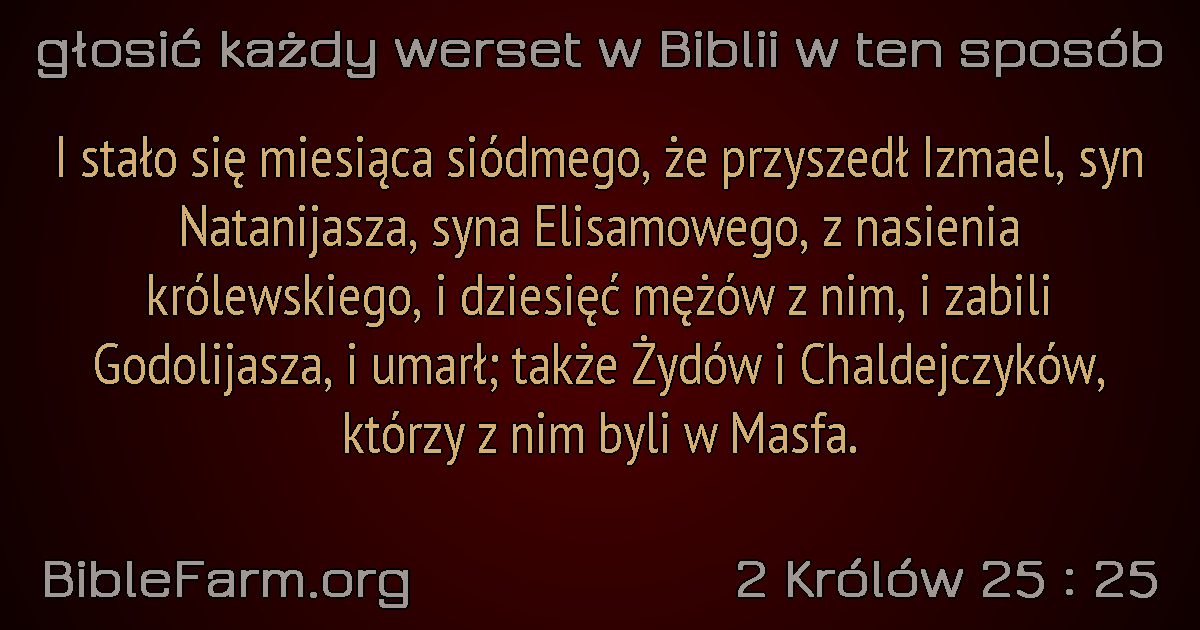 głosić każdy werset w Biblii w ten sposób
I stało się miesiąca siódmego, że przyszedł Izmael, syn
Natanijasza, syna Elisamowego, z nasienia
królewskiego, i dziesięć mężów z nim, i zabili
Godolijasza, i umarł; także Żydów i Chaldejczyków,
którzy z nim byli w Masfa.
BibleFarm.org
2 Królów 25 : 25